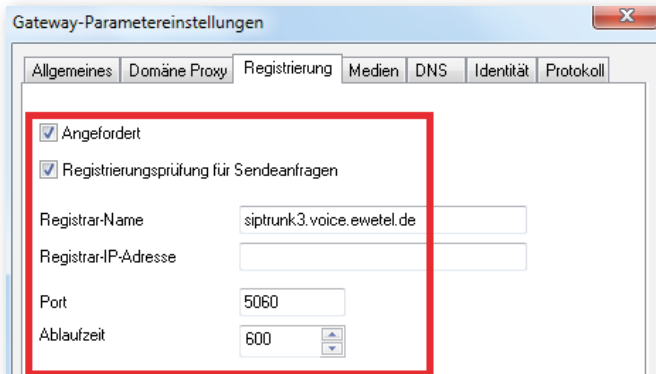 Gateway-Parametereinstellungen
Allgemeines Domäne Proxy Registrierung Medien DNS Identität Protokoll
Angefordert
Registrierungsprüfung für Sendeanfragen
Registrar-Name siptrunk3.voice.ewetel.de
Registrar-IP-Adresse
Port 5060
Ablaufzeit 600